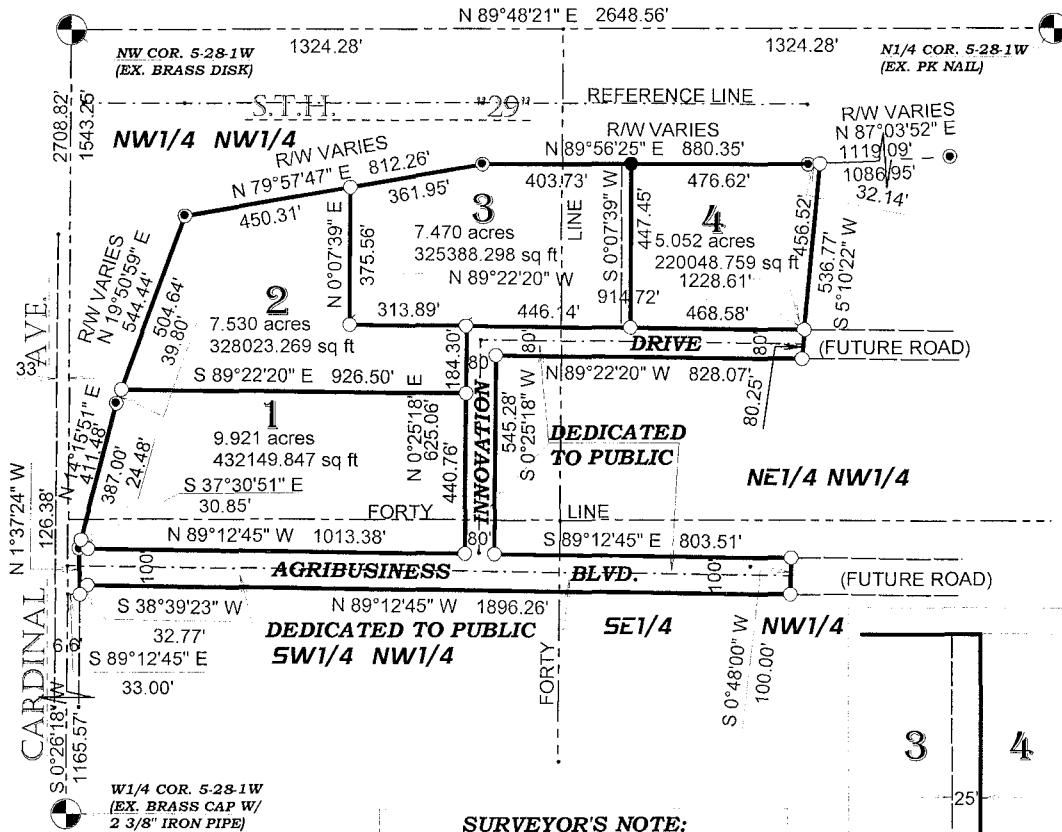 N 89°48'21" E 2648.56'
1324.28'
1324.28'
NW COR. 5-28-1W
(EX. BRASS DISK)
N1/4 COR. 5-28-1W
(EX. PK NAIL)
2708.82'
1543.25'
S.T.H. "29"
REFERENCE LINE
NW1/4 NW1/4
R/W VARIES
N 79°57'47" E 812.26'
450.31'
361.95'
R/W VARIES
N 89°56'25" E 880.35'
403.73'
476.62'
R/W VARIES
N 87°03'52" E
1119.09'
1086.95'
32.14'
R/W VARIES
N 19°50'59" E
544.44'
504.64'
39.80'
2
7.530 acres
328023.269 sq ft
N 0°07'39" E
375.56'
3
7.470 acres
325388.298 sq ft
N 89°22'20" W
LINE
S 0°07'39" W
447.45'
4
5.052 acres
220048.759 sq ft
1228.61'
914.72'
456.52'
536.77'
S 5°10'22" W
313.89'
446.14'
468.58'
184.30'
80'
80'
DRIVE
80'
(FUTURE ROAD)
N 89°22'20" W 828.07'
80.25'
33'
AVE
S 89°22'20" E 926.50'
1
9.921 acres
432149.847 sq ft
S 37°30'51" E
30.85'
N 14°15'51" E
411.48'
387.00'
24.48'
N 0°25'18" E
625.06'
440.76'
INNOVATION
545.28'
S 0°25'18" W
DEDICATED
TO PUBLIC
NE1/4 NW1/4
N 1°37'24" W
126.38'
FORTY LINE
N 89°12'45" W 1013.38'
80'
S 89°12'45" E 803.51'
100'
AGRIBUSINESS BLVD.
100'
(FUTURE ROAD)
S 38°39'23" W
32.77'
N 89°12'45" W 1896.26'
S 89°12'45" E
33.00'
DEDICATED TO PUBLIC
SW1/4 NW1/4
SE1/4 NW1/4
S 0°48'00" W
100.00'
FORTY
CARDINAL
S 0°26'18" W
1165.57'
W1/4 COR. 5-28-1W
(EX. BRASS CAP W/
2 3/8" IRON PIPE)
3
4
25'
SURVEYOR'S NOTE: